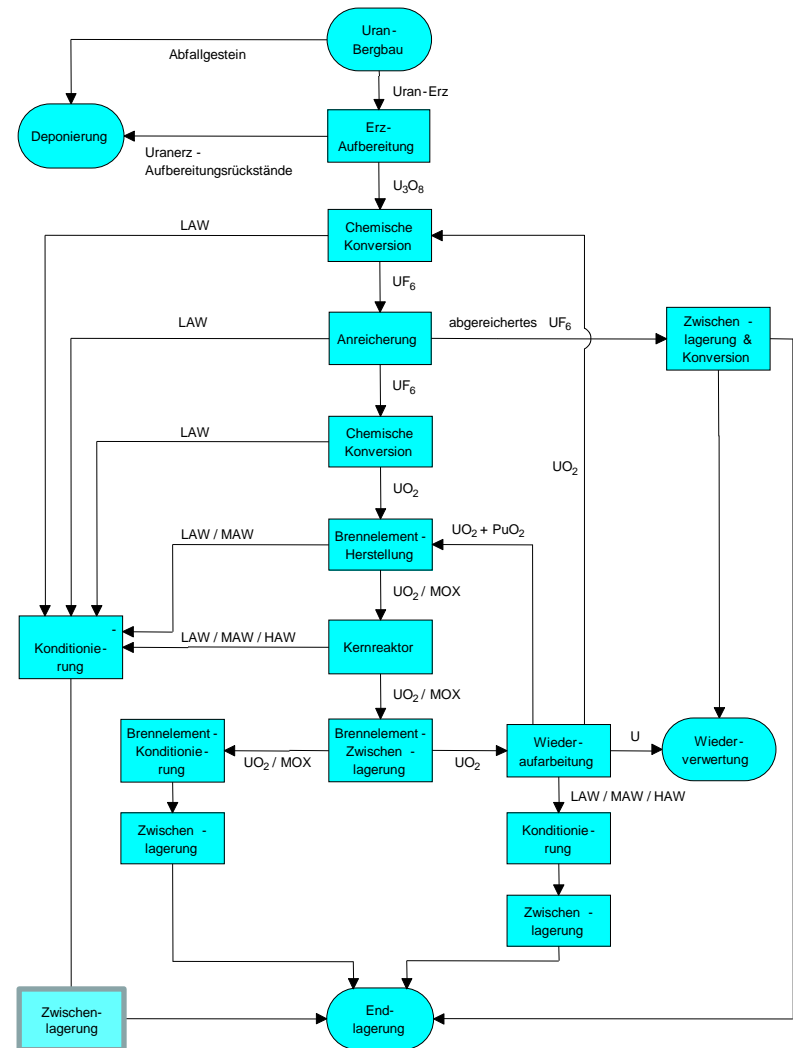 Uran-
Bergbau
Abfallgestein
Uran-Erz
Deponierung
Erz-
Aufbereitung
Uranerz -
Aufbereitungsrückstände
U₃O₈
LAW
Chemische
Konversion
UF₆
LAW
Anreicherung
abgereichertes UF₆
Zwischen -
lagerung &
Konversion
UF₆
LAW
Chemische
Konversion
UO₂
UO₂
LAW / MAW
Brennelement -
Herstellung
UO₂ + PuO₂
UO₂ / MOX
-
Konditionie-
rung
LAW / MAW / HAW
Kernreaktor
UO₂ / MOX
Brennelement -
Konditionie-
rung
UO₂ / MOX
Brennelement -
Zwischen -
lagerung
UO₂
Wieder-
aufarbeitung
U
Wieder-
verwertung
LAW / MAW / HAW
Zwischen -
lagerung
Konditionie-
rung
Zwischen -
lagerung
Zwischen-
lagerung
End-
lagerung